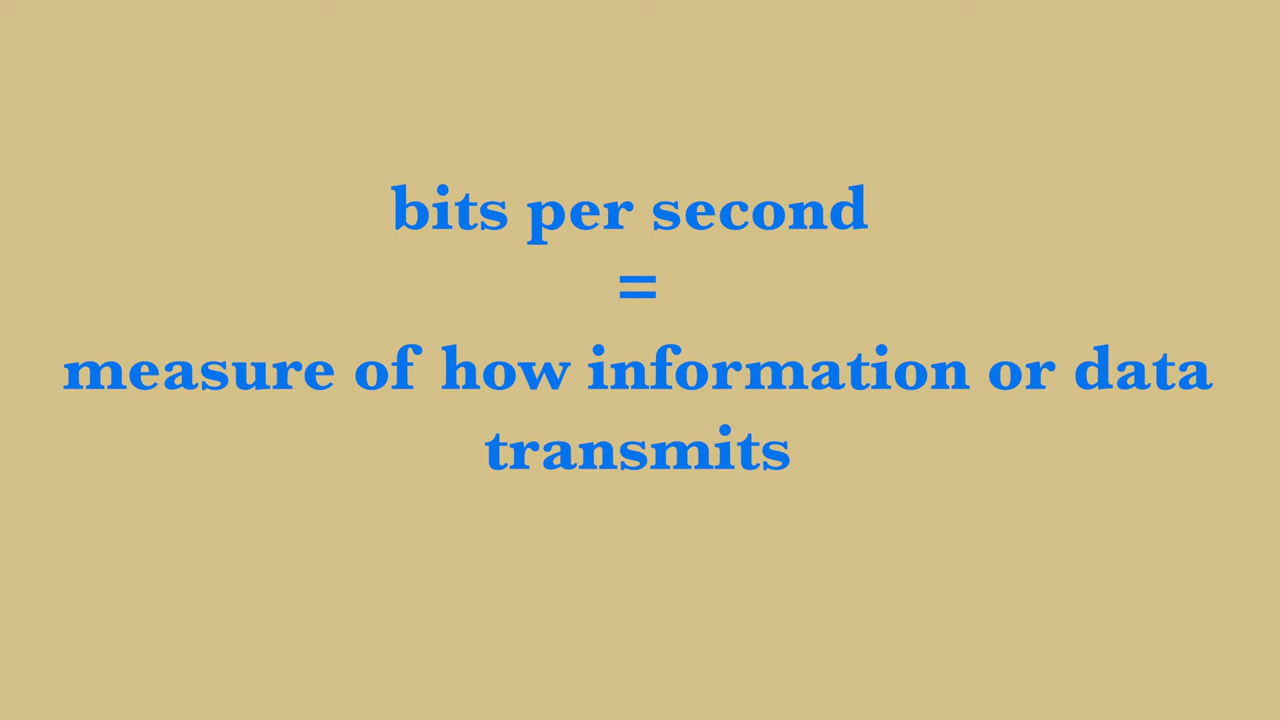 bits per second
=
measure of how information or data
transmits